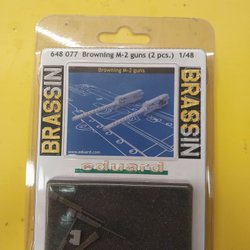 648 077 Browning M-2 guns (2 pcs.) 1/48
BRASSIN
Browning M-2 guns
BRASSIN
www.eduard.com
eduard